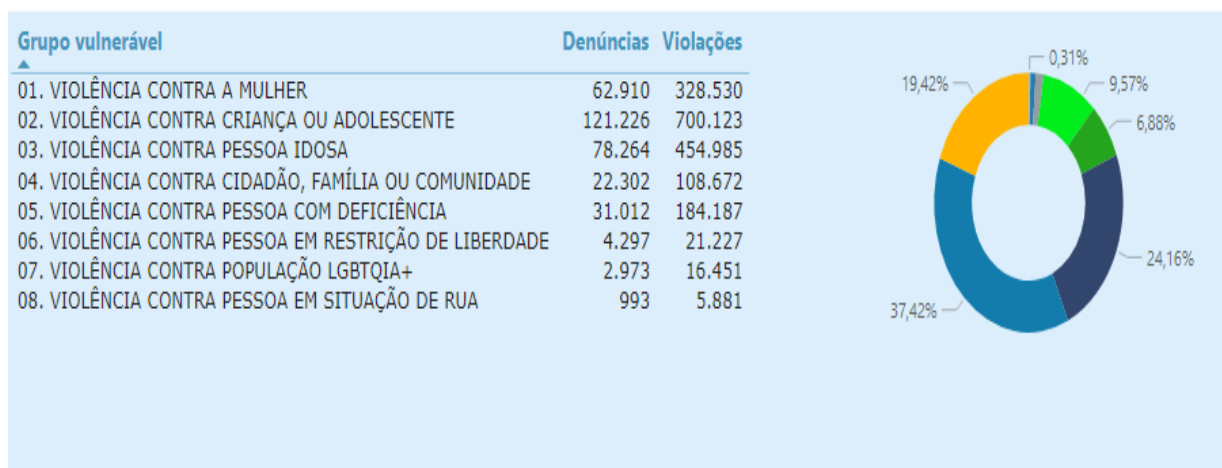 Grupo vulnerável Denúncias Violações
01. VIOLÊNCIA CONTRA A MULHER 62.910 328.530
02. VIOLÊNCIA CONTRA CRIANÇA OU ADOLESCENTE 121.226 700.123
03. VIOLÊNCIA CONTRA PESSOA IDOSA 78.264 454.985
04. VIOLÊNCIA CONTRA CIDADÃO, FAMÍLIA OU COMUNIDADE 22.302 108.672
05. VIOLÊNCIA CONTRA PESSOA COM DEFICIÊNCIA 31.012 184.187
06. VIOLÊNCIA CONTRA PESSOA EM RESTRIÇÃO DE LIBERDADE 4.297 21.227
07. VIOLÊNCIA CONTRA POPULAÇÃO LGBTQIA+ 2.973 16.451
08. VIOLÊNCIA CONTRA PESSOA EM SITUAÇÃO DE RUA 993 5.881
0,31%
19,42%
9,57%
6,88%
24,16%
37,42%